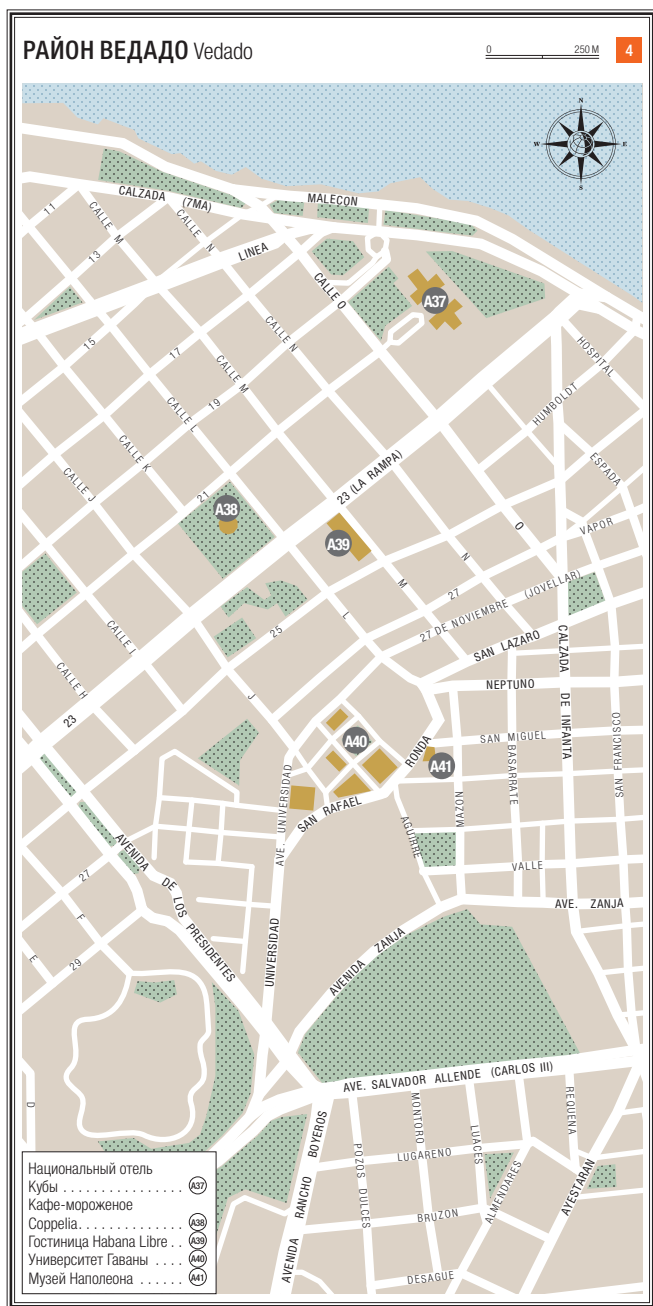 РАЙОН ВЕДАДО Vedado
0 250 М
4
N
W E
S
MALECON
CALZADA (7MA)
11
CALLE M
CALLE N
LINEA
13
CALLE O
A37
15
17
CALLE N
HOSPITAL
CALLE M
19
HUMBOLDT
CALLE L
CALLE K
CALLE J
ESPADA
23 (LA RAMPA)
21
A38
O
VAPOR
A39
N
M
27
27 DE NOVIEMBRE (JOVELLAR)
L
25
SAN LAZARO
CALLE I
CALLE H
CALZADA DE INFANTA
NEPTUNO
J
23
A40
RONDA
SAN MIGUEL
A41
BASARRATE
SAN FRANCISCO
MAZON
AVE. UNIVERSIDAD
SAN RAFAEL
AGUIRRE
VALLE
AVENIDA DE LOS PRESIDENTES
27
F
AVE. ZANJA
E
29
UNIVERSIDAD
AVENIDA ZANJA
AVE. SALVADOR ALLENDE (CARLOS III)
D
AVENIDA RANCHO BOYEROS
POZOS DULCES
MONTORO
LUACES
REQUENA
LUGARENO
ALMENDARES
AYESTARAN
BRUZON
DESAGUE
Национальный отель
Кубы . . . . . . . . . . . . . . . . A37
Кафе-мороженое
Coppelia. . . . . . . . . . . . . A38
Гостиница Habana Libre . . A39
Университет Гаваны . . . . A40
Музей Наполеона . . . . . . A41